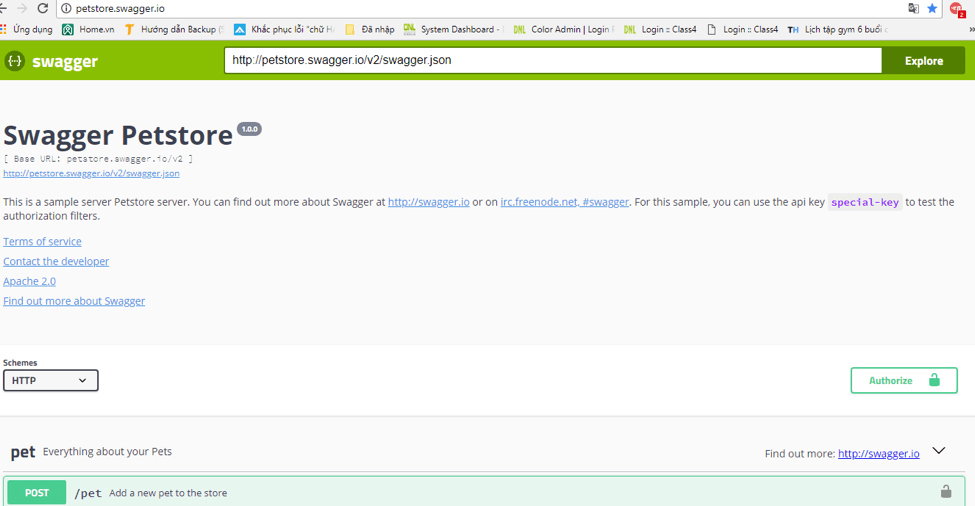 petstore.swagger.io
2
Ứng dụng Home.vn Hướng dẫn Backup (S Khắc phục lỗi "chữ H Đã nhập DNL System Dashboard - DNL Color Admin | Login P DNL Login :: Class4 Login :: Class4 TH Lịch tập gym 6 buổi c »
{··} swagger http://petstore.swagger.io/v2/swagger.json Explore
Swagger Petstore 1.0.0
[ Base URL: petstore.swagger.io/v2 ]
http://petstore.swagger.io/v2/swagger.json
This is a sample server Petstore server. You can find out more about Swagger at http://swagger.io or on irc.freenode.net, #swagger. For this sample, you can use the api key special-key to test the
authorization filters.
Terms of service
Contact the developer
Apache 2.0
Find out more about Swagger
Schemes
HTTP Authorize
pet Everything about your Pets Find out more: http://swagger.io
POST /pet Add a new pet to the store